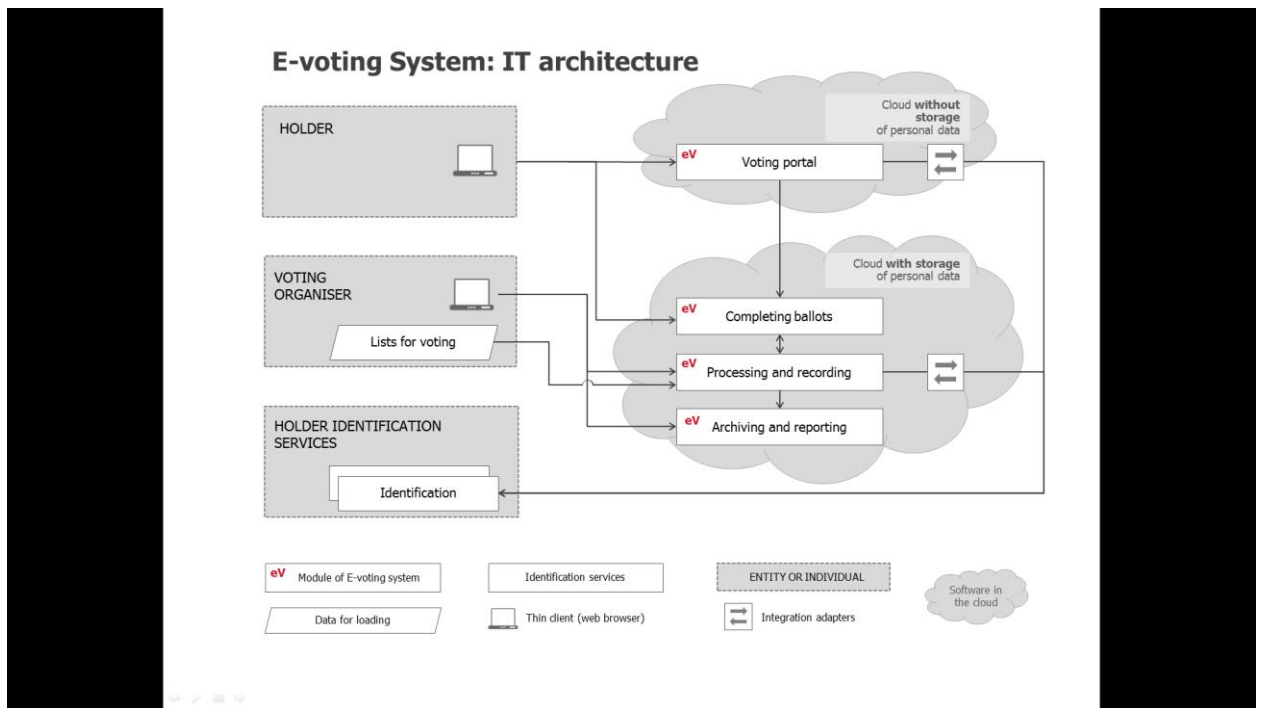 E-voting System: IT architecture
HOLDER
Cloud without
storage
of personal data
eV
Voting portal
VOTING
ORGANISER
Lists for voting
Cloud with storage
of personal data
eV
Completing ballots
eV
Processing and recording
eV
Archiving and reporting
HOLDER IDENTIFICATION
SERVICES
Identification
eV
Module of E-voting system
Identification services
ENTITY OR INDIVIDUAL
Software in
the cloud
Data for loading
Thin client (web browser)
Integration adapters